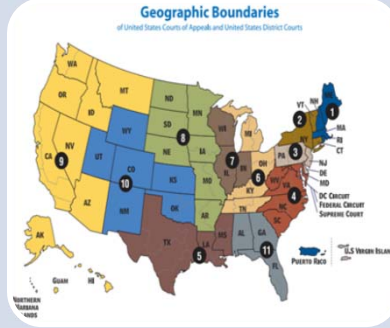 Geographic Boundaries
of United States Courts of Appeals and United States District Courts
WA
MT
ND
OR
MN
ID
SD
WI
MI
WY
VT
NH
ME
1
2
NY
MA
RI
CT
8
NE
IA
7
PA
3
NV
UT
CO
IL
IN
OH
NJ
DE
MD
CA
9
10
KS
MO
6
KY
WV
VA
4
DC CIRCUIT
FEDERAL CIRCUIT
SUPREME COURT
AZ
NM
OK
AR
TN
NC
SC
TX
LA
MS
AL
GA
5
11
FL
AK
HI
GUAM
NORTHERN
MARIANA
ANDS
PUERTO RICO
U.S VIRGIN ISLAN